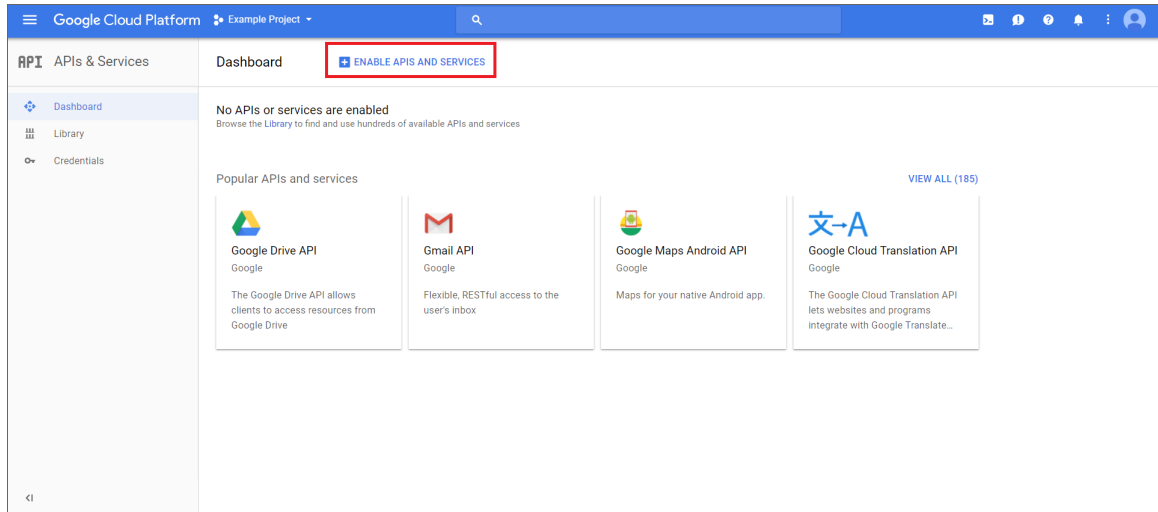 Google Cloud Platform
Example Project
API
APIs & Services
Dashboard
ENABLE APIS AND SERVICES
Dashboard
Library
Credentials
No APIs or services are enabled
Browse the Library to find and use hundreds of available APIs and services
Popular APIs and services
VIEW ALL (185)
Google Drive API
Google
The Google Drive API allows
clients to access resources from
Google Drive
Gmail API
Google
Flexible, RESTful access to the
user's inbox
Google Maps Android API
Google
Maps for your native Android app.
文→A
Google Cloud Translation API
Google
The Google Cloud Translation API
lets websites and programs
integrate with Google Translate…